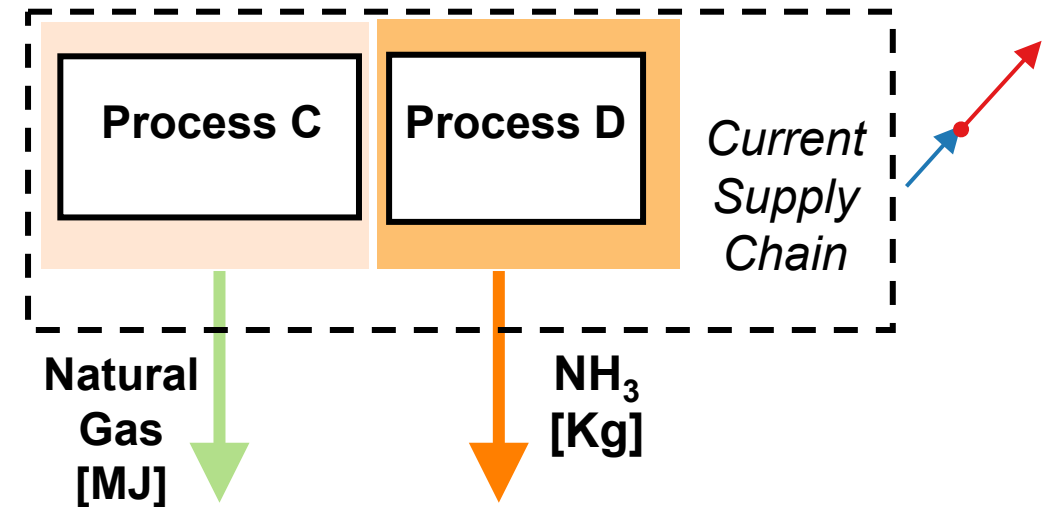 Process C
Process D
Current
Supply
Chain
Natural
Gas
[MJ]
NH₃
[Kg]